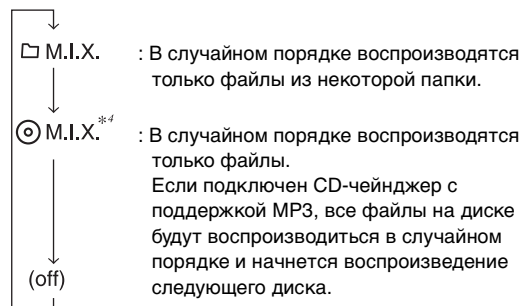 M.I.X. : В случайном порядке воспроизводятся
только файлы из некоторой папки.
M.I.X.*4 : В случайном порядке воспроизводятся
только файлы.
Если подключен CD-чейнджер с
поддержкой MP3, все файлы на диске
будут воспроизводиться в случайном
порядке и начнется воспроизведение
следующего диска.
(off)